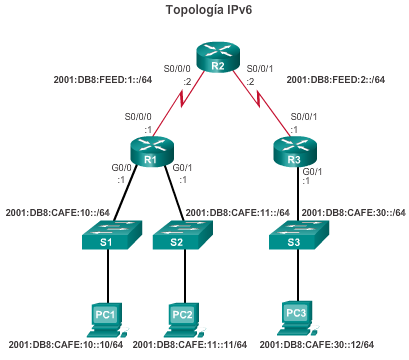 Topología IPv6
R2
S0/0/0
:2
S0/0/1
:2
2001:DB8:FEED:1::/64
2001:DB8:FEED:2::/64
S0/0/0
:1
S0/0/1
:1
R1
R3
G0/0
:1
G0/1
:1
G0/1
:1
2001:DB8:CAFE:10::/64
2001:DB8:CAFE:11::/64
2001:DB8:CAFE:30::/64
S1
S2
S3
PC1
PC2
PC3
2001:DB8:CAFE:10::10/64
2001:DB8:CAFE:11::11/64
2001:DB8:CAFE:30::12/64